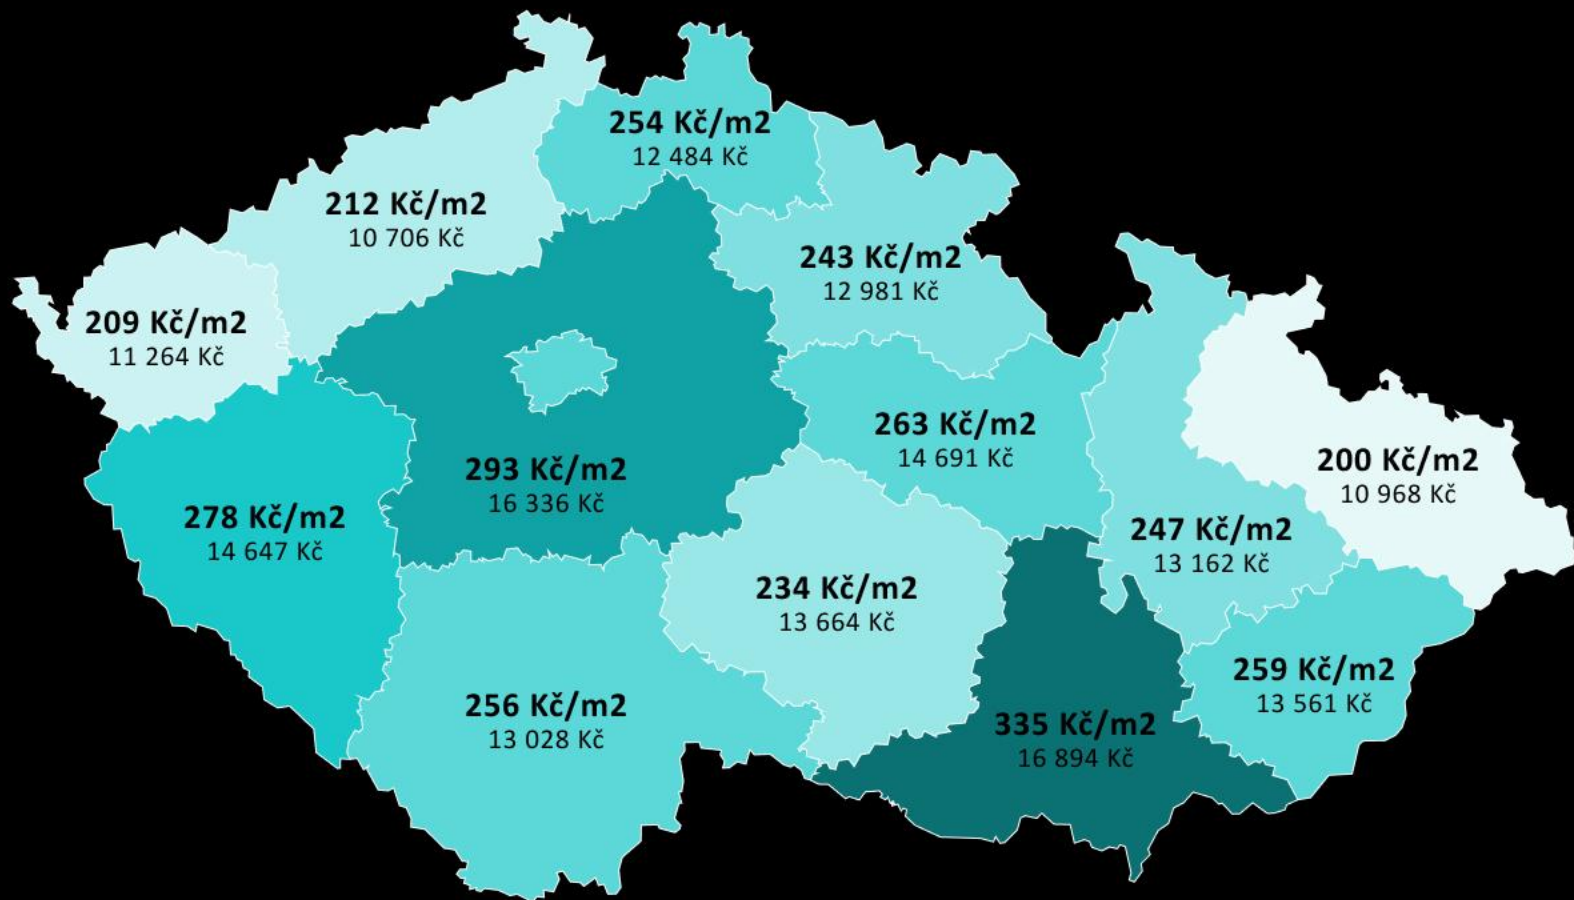 254 Kč/m2
12 484 Kč
212 Kč/m2
10 706 Kč
243 Kč/m2
12 981 Kč
209 Kč/m2
11 264 Kč
263 Kč/m2
14 691 Kč
293 Kč/m2
16 336 Kč
200 Kč/m2
10 968 Kč
278 Kč/m2
14 647 Kč
247 Kč/m2
13 162 Kč
234 Kč/m2
13 664 Kč
259 Kč/m2
13 561 Kč
256 Kč/m2
13 028 Kč
335 Kč/m2
16 894 Kč